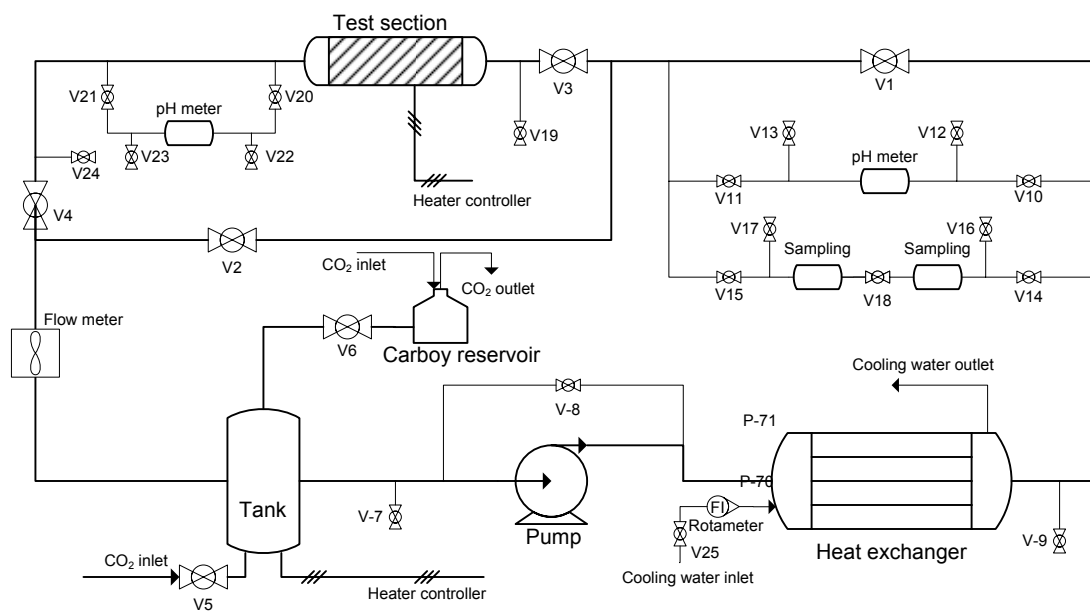 Test section
V21
V20
pH meter
V3
V1
V19
V13
V12
V23
V22
pH meter
V24
Heater controller
V11
V10
V4
V17
V16
V2
Sampling
Sampling
CO₂ inlet
CO₂ outlet
V15
V18
V14
Flow meter
V6
Carboy reservoir
Cooling water outlet
V-8
P-71
P-70
Tank
V-7
FI
Rotameter
Pump
V25
Heat exchanger
V-9
CO₂ inlet
Cooling water inlet
V5
Heater controller